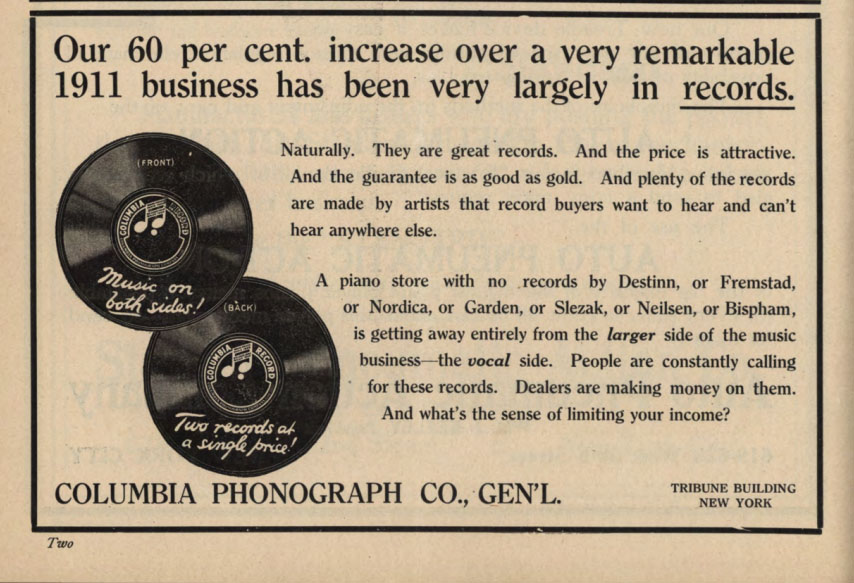 Our 60 per cent. increase over a very remarkable
1911 business has been very largely in records.
(FRONT)
COLUMBIA RECORD
Music on
both sides!
Naturally. They are great records. And the price is attractive.
And the guarantee is as good as gold. And plenty of the records
are made by artists that record buyers want to hear and can't
hear anywhere else.
(BACK)
COLUMBIA RECORD
Two records at
a single price!
A piano store with no records by Destinn, or Fremstad,
or Nordica, or Garden, or Slezak, or Neilsen, or Bispham,
is getting away entirely from the larger side of the music
business—the vocal side. People are constantly calling
for these records. Dealers are making money on them.
And what's the sense of limiting your income?
COLUMBIA PHONOGRAPH CO., GEN'L.
TRIBUNE BUILDING
NEW YORK
Two